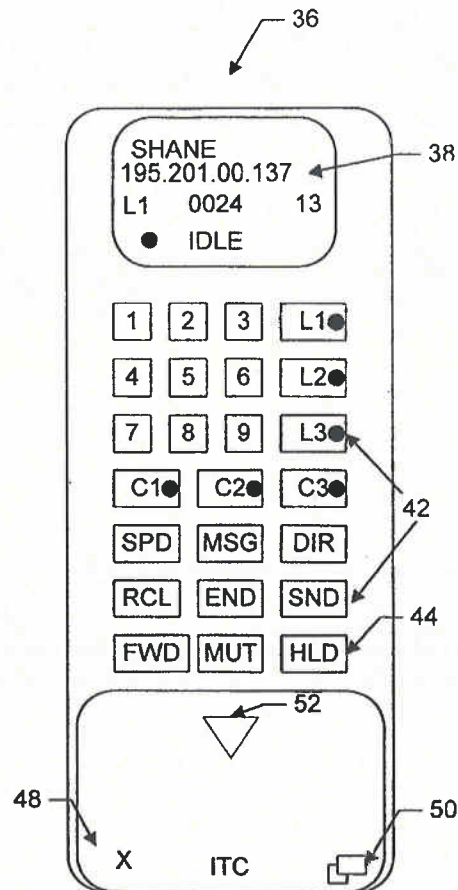 36
SHANE
195.201.00.137
38
L1 0024 13
IDLE
1 2 3 L1
4 5 6 L2
7 8 9 L3
C1 C2 C3
42
SPD MSG DIR
RCL END SND
44
FWD MUT HLD
52
48
50
X ITC